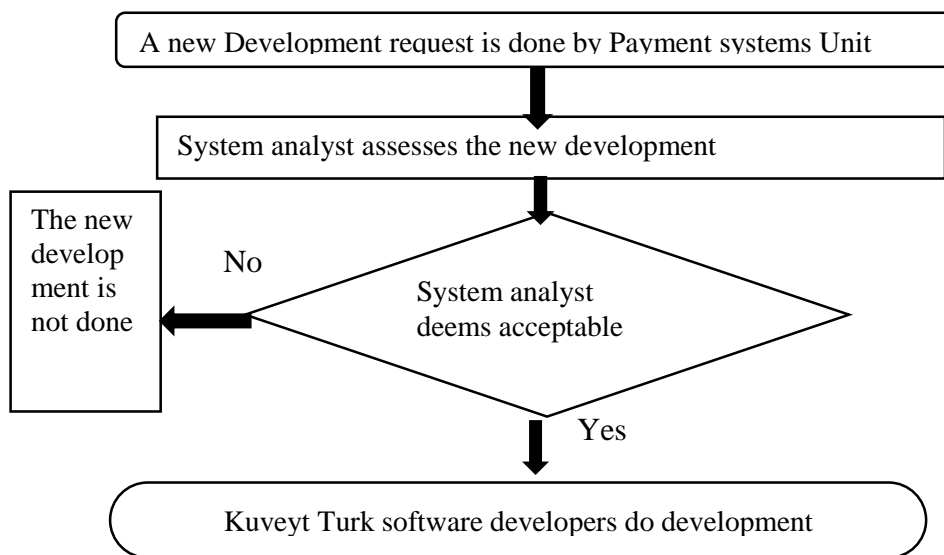 A new Development request is done by Payment systems Unit
System analyst assesses the new development
The new
develop
ment is
not done
No
System analyst
deems acceptable
Yes
Kuveyt Turk software developers do development